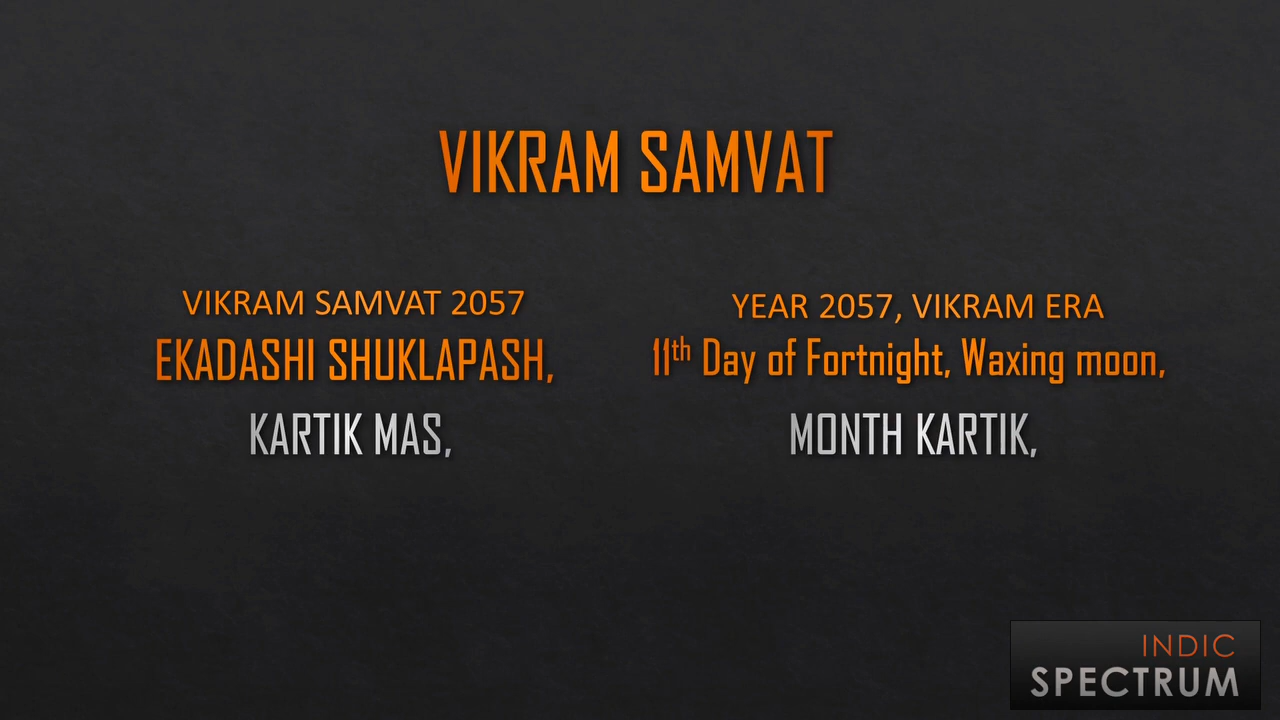 VIKRAM SAMVAT
VIKRAM SAMVAT 2057
EKADASHI SHUKLAPASH,
KARTIK MAS,
YEAR 2057, VIKRAM ERA
11th Day of Fortnight, Waxing moon,
MONTH KARTIK,
INDIC
SPECTRUM